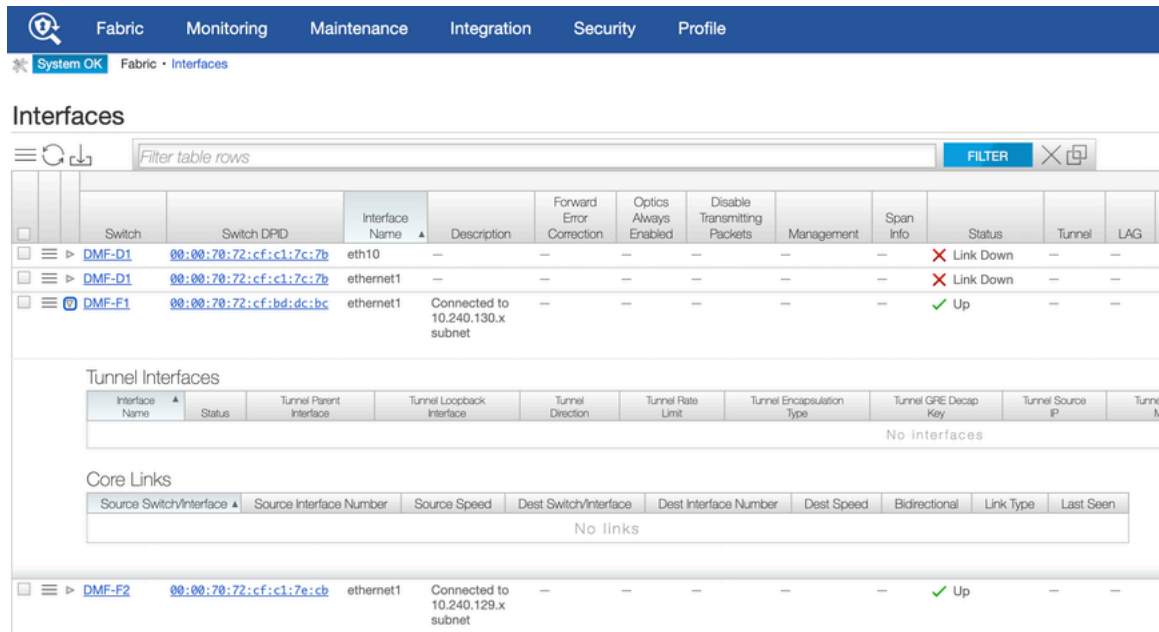 Fabric Monitoring Maintenance Integration Security Profile
System OK Fabric • Interfaces
Interfaces
Filter table rows FILTER
Switch Switch DPID Interface Name Description Forward Error Correction Optics Always Enabled Disable Transmitting Packets Management Span Info Status Tunnel LAG
DMF-D1 00:00:70:72:cf:c1:7c:7b eth10 — — — — — — Link Down — —
DMF-D1 00:00:70:72:cf:c1:7c:7b ethernet1 — — — — — — Link Down — —
DMF-F1 00:00:70:72:cf:bd:dc:bc ethernet1 Connected to — — — — — Up — —
10.240.130.x
subnet
Tunnel Interfaces
Interface Name Status Tunnel Parent Interface Tunnel Loopback Interface Tunnel Direction Tunnel Rate Limit Tunnel Encapsulation Type Tunnel GRE Decap Key Tunnel Source IP
No interfaces
Core Links
Source Switch/Interface Source Interface Number Source Speed Dest Switch/Interface Dest Interface Number Dest Speed Bidirectional Link Type Last Seen
No links
DMF-F2 00:00:70:72:cf:c1:7e:cb ethernet1 Connected to — — — — — Up — —
10.240.129.x
subnet